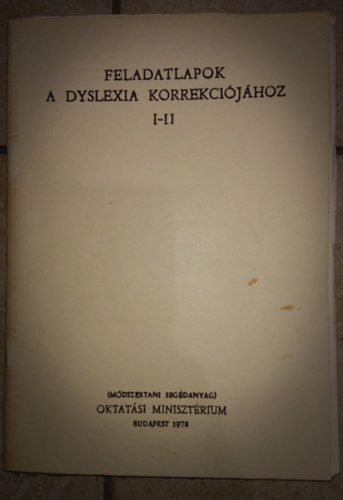 FELADATLAPOK
A DYSLEXIA KORREKCIÓJÁHOZ
I-II
(MÓDSZERTANI SEGÉDANYAG)
OKTATÁSI MINISZTÉRIUM
BUDAPEST 1978